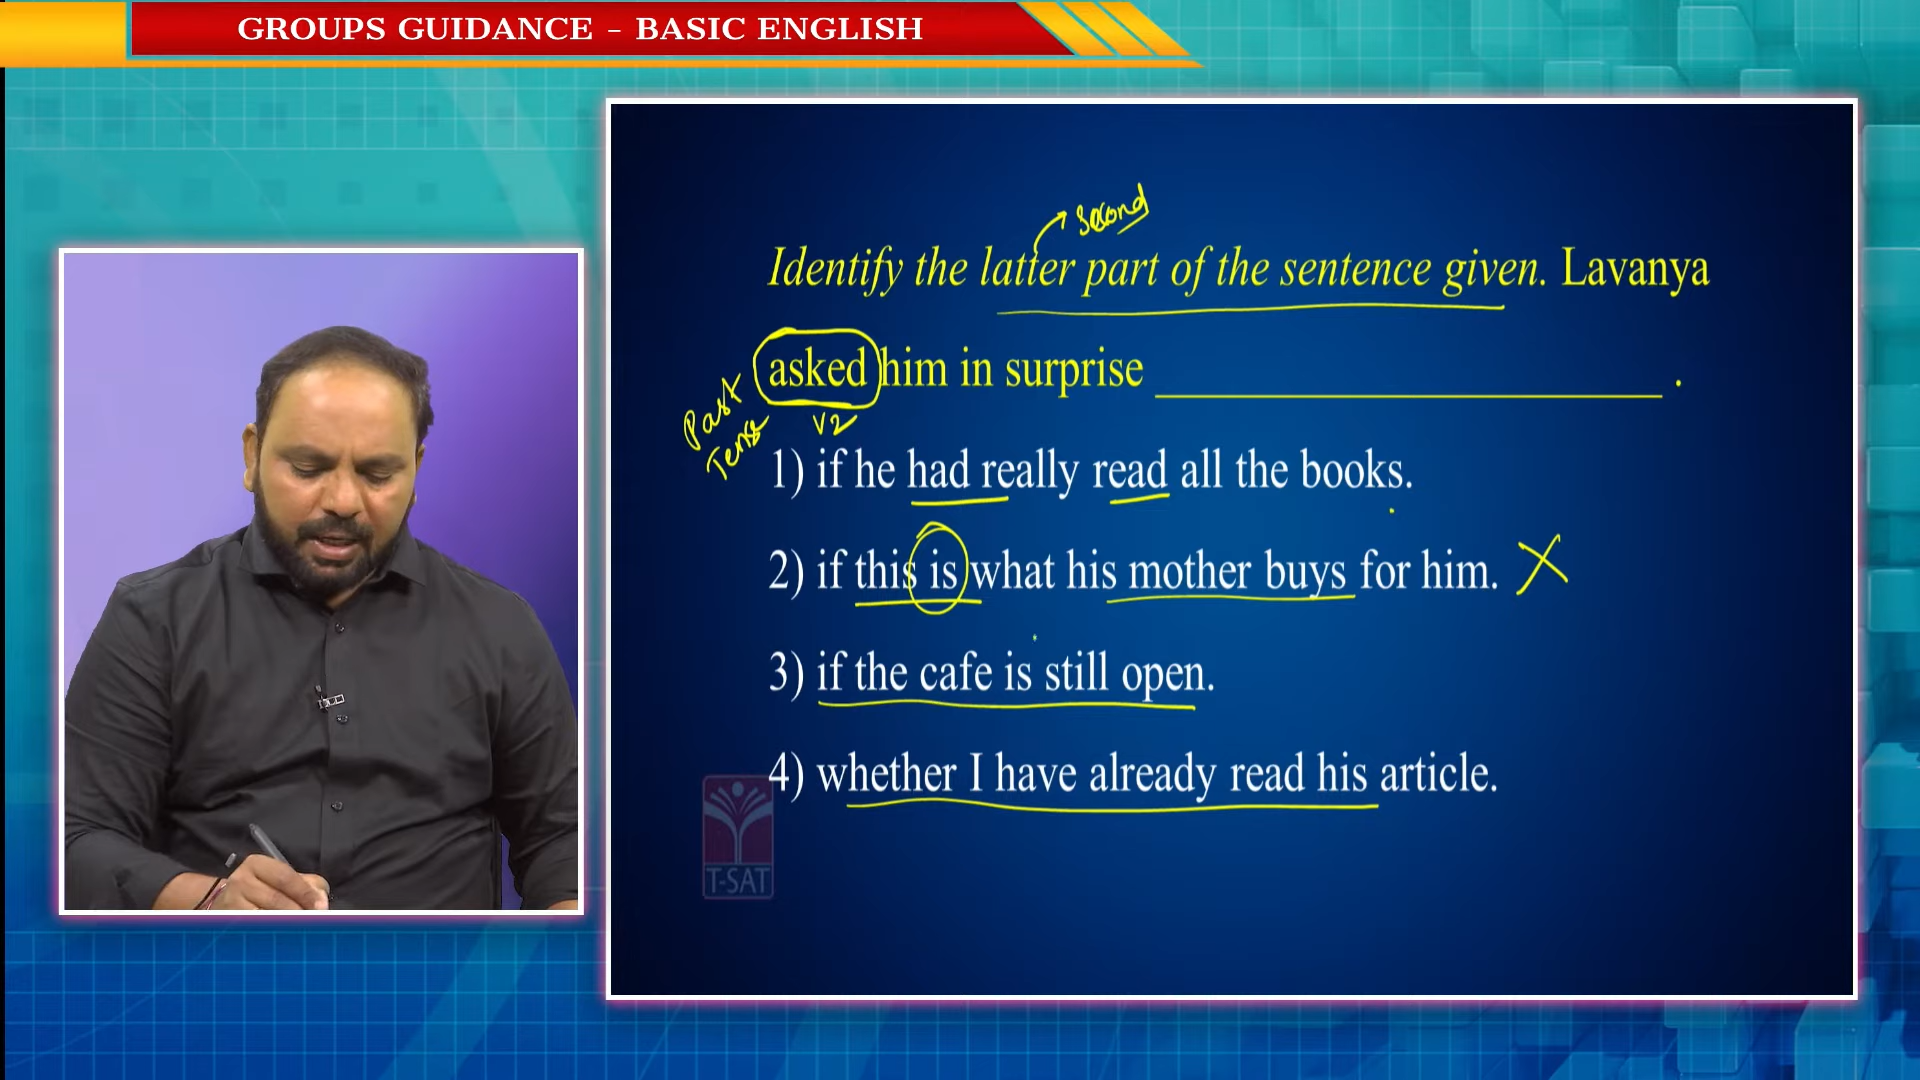 GROUPS GUIDANCE - BASIC ENGLISH
Second
Identify the latter part of the sentence given. Lavanya
asked him in surprise ____________________ .
Past
Tense
V2
1) if he had really read all the books.
2) if this is what his mother buys for him.
3) if the cafe is still open.
4) whether I have already read his article.
T-SAT